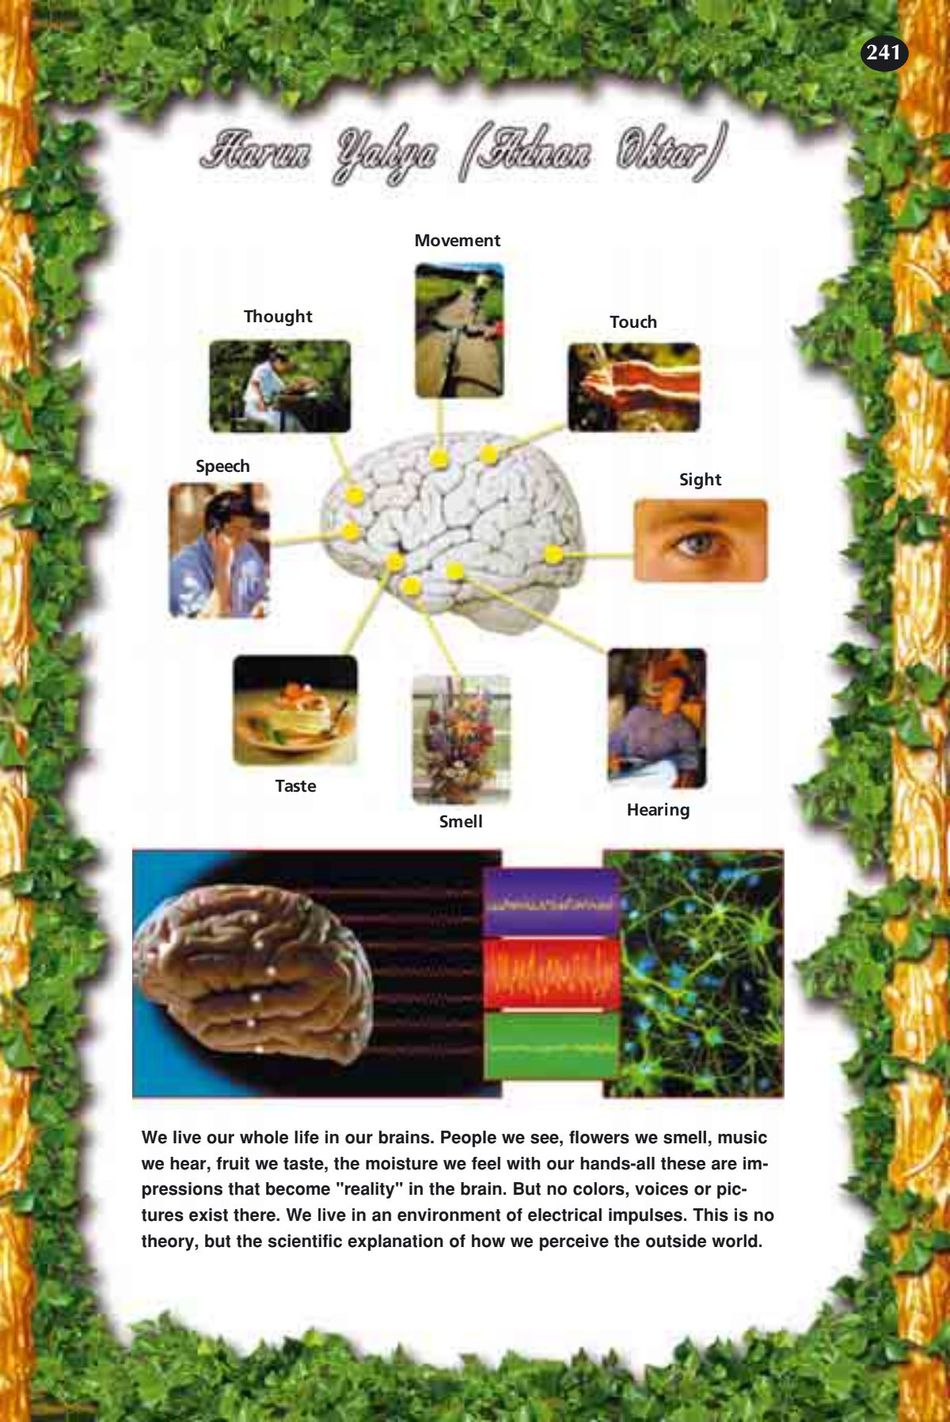 241
Harun Yahya (Adnan Oktar)
Movement
Thought
Touch
Speech
Sight
Taste
Smell
Hearing
We live our whole life in our brains. People we see, flowers we smell, music
we hear, fruit we taste, the moisture we feel with our hands-all these are im-
pressions that become "reality" in the brain. But no colors, voices or pic-
tures exist there. We live in an environment of electrical impulses. This is no
theory, but the scientific explanation of how we perceive the outside world.